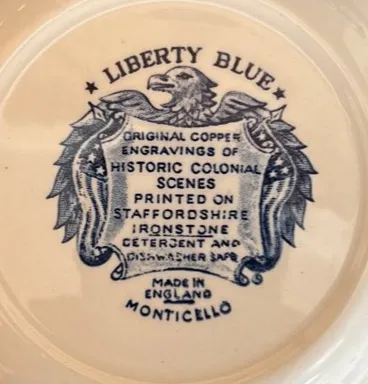 ★ LIBERTY BLUE ★
ORIGINAL COPPER
ENGRAVINGS OF
HISTORIC COLONIAL
SCENES
PRINTED ON
STAFFORDSHIRE
IRONSTONE
DETERGENT AND
DISHWASHER SAFE
MADE IN
ENGLAND
MONTICELLO